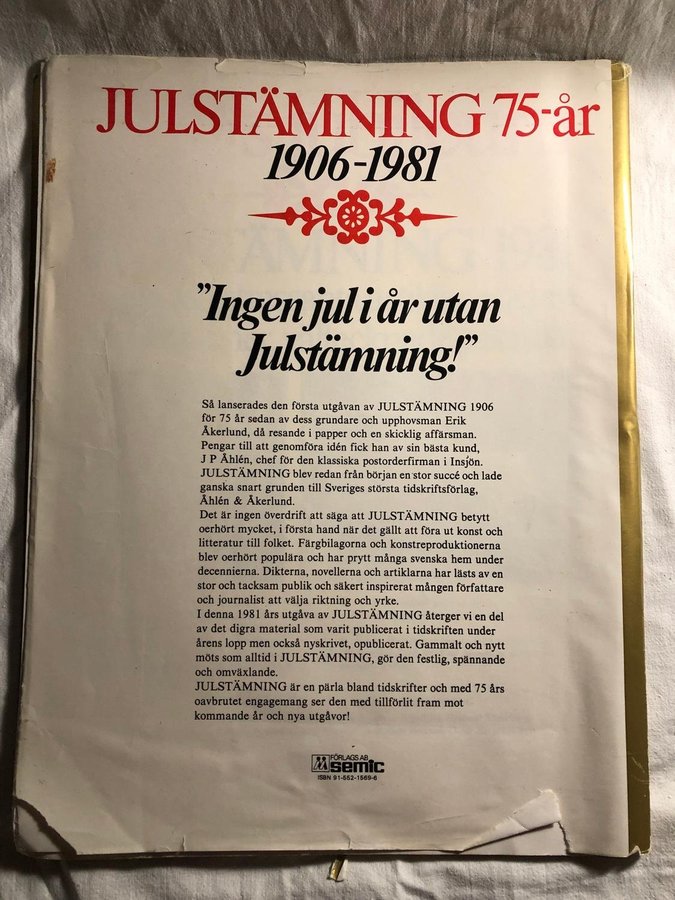 JULSTÄMNING 75-år
1906-1981
”Ingen jul i år utan
Julstämning!”
Så lanserades den första utgåvan av JULSTÄMNING 1906
för 75 år sedan av dess grundare och upphovsman Erik
Åkerlund, då resande i papper och en skicklig affärsman.
Pengar till att genomföra idén fick han av sin bästa kund,
J P Åhlén, chef för den klassiska postorderfirman i Insjön.
JULSTÄMNING blev redan från början en stor succé och lade
ganska snart grunden till Sveriges största tidskriftsförlag,
Åhlén & Åkerlund.
Det är ingen överdrift att säga att JULSTÄMNING betytt
oerhört mycket, i första hand när det gällt att föra ut konst och
litteratur till folket. Färgbilagorna och konstreproduktionerna
blev oerhört populära och har prytt många svenska hem under
decennierna. Dikterna, novellerna och artiklarna har lästs av en
stor och tacksam publik och säkert inspirerat mången författare
och journalist att välja riktning och yrke.
I denna 1981 års utgåva av JULSTÄMNING återger vi en del
av det digra material som varit publicerat i tidskriften under
årens lopp men också nyskrivet, opublicerat. Gammalt och nytt
möts som alltid i JULSTÄMNING, gör den festlig, spännande
och omväxlande.
JULSTÄMNING är en pärla bland tidskrifter och med 75 års
oavbrutet engagemang ser den med tillförlit fram mot
kommande år och nya utgåvor!
FÖRLAGS AB
semic
ISBN 91-552-1569-6